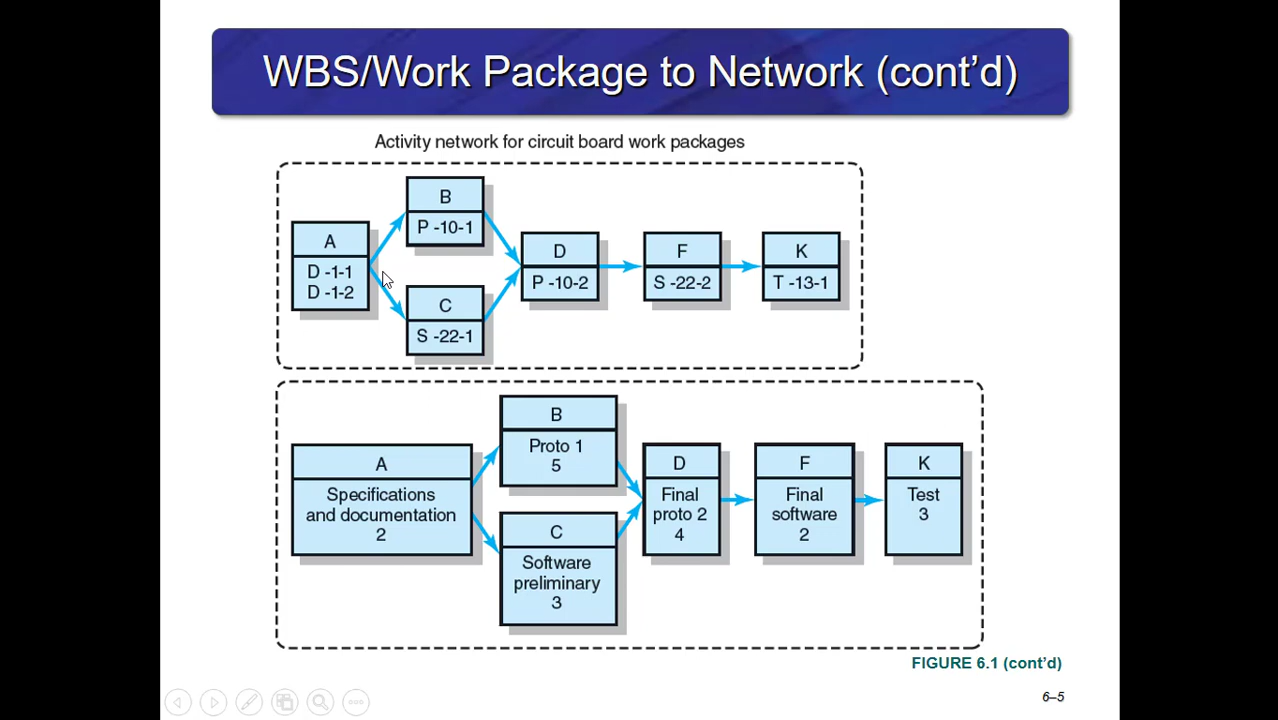 WBS/Work Package to Network (cont’d)
Activity network for circuit board work packages
A
D -1-1
D -1-2
B
P -10-1
C
S -22-1
D
P -10-2
F
S -22-2
K
T -13-1
A
Specifications
and documentation
2
B
Proto 1
5
C
Software
preliminary
3
D
Final
proto 2
4
F
Final
software
2
K
Test
3
FIGURE 6.1 (cont’d)
6–5